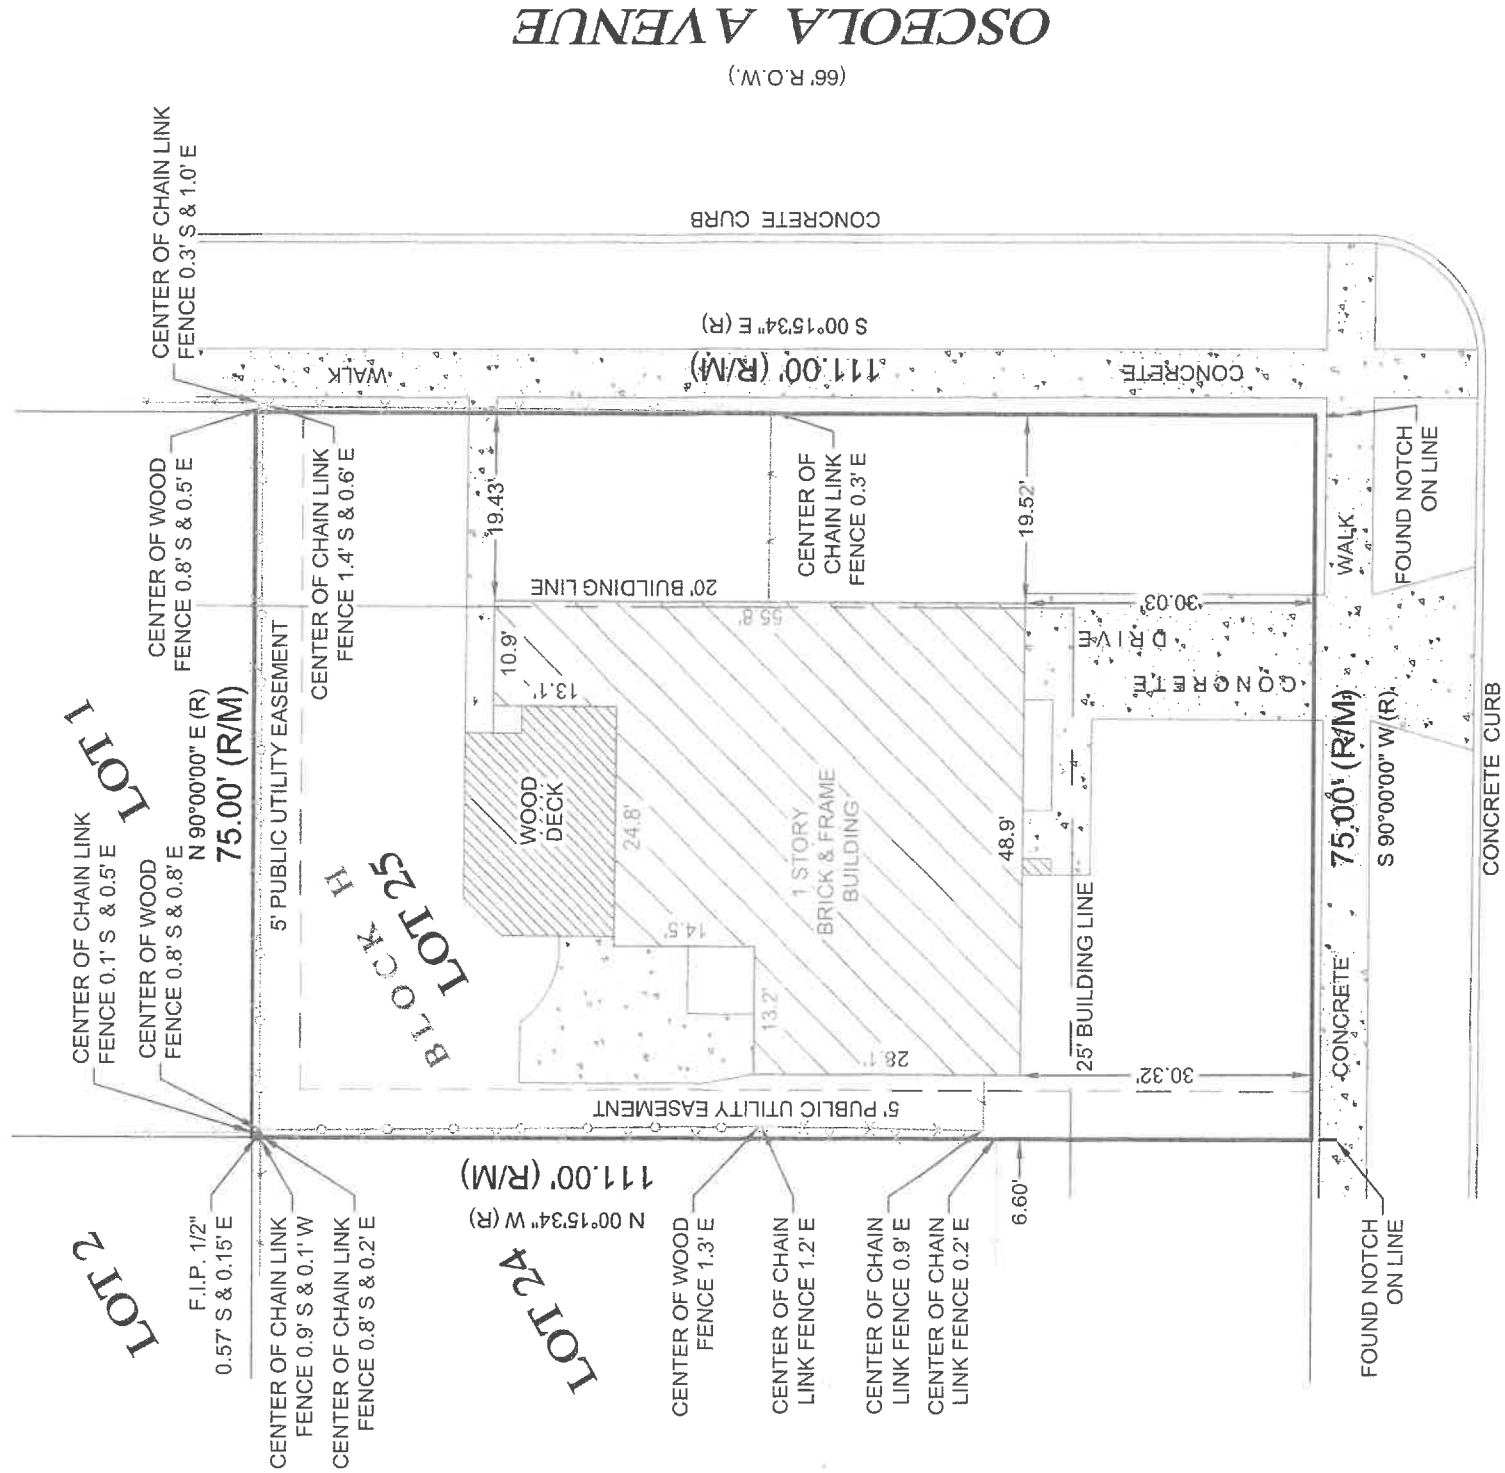 OSCEOLA AVENUE
(66' R.O.W.)
CONCRETE CURB
S 00°15'34" E (R)
111.00' (R/M)
WALK
CONCRETE
CENTER OF CHAIN LINK
FENCE 0.3' S & 1.0' E
CENTER OF WOOD
FENCE 0.8' S & 0.5' E
CENTER OF CHAIN LINK
FENCE 1.4' S & 0.6' E
CENTER OF
CHAIN LINK
FENCE 0.3' E
FOUND NOTCH
ON LINE
19.43'
19.52'
20' BUILDING LINE
55.8'
10.9'
13.1'
30.03'
CONCRETE
DRIVE
WALK
LOT 1
N 90°00'00" E (R)
75.00' (R/M)
5' PUBLIC UTILITY EASEMENT
CENTER OF CHAIN LINK
FENCE 0.1' S & 0.5' E
CENTER OF WOOD
FENCE 0.8' S & 0.8' E
BLOCK H
LOT 25
WOOD
DECK
24.8'
14.5'
13.2'
28.1'
1 STORY
BRICK & FRAME
BUILDING
48.9'
25' BUILDING LINE
30.32'
75.00' (R/M)
S 90°00'00" W (R)
CONCRETE
CONCRETE CURB
5' PUBLIC UTILITY EASEMENT
111.00' (R/M)
N 00°15'34" W (R)
6.60'
LOT 2
F.I.P. 1/2"
0.57' S & 0.15' E
CENTER OF CHAIN LINK
FENCE 0.9' S & 0.1' W
CENTER OF CHAIN LINK
FENCE 0.8' S & 0.2' E
LOT 24
CENTER OF WOOD
FENCE 1.3' E
CENTER OF CHAIN
LINK FENCE 1.2' E
CENTER OF CHAIN
LINK FENCE 0.9' E
CENTER OF CHAIN
LINK FENCE 0.2' E
FOUND NOTCH
ON LINE